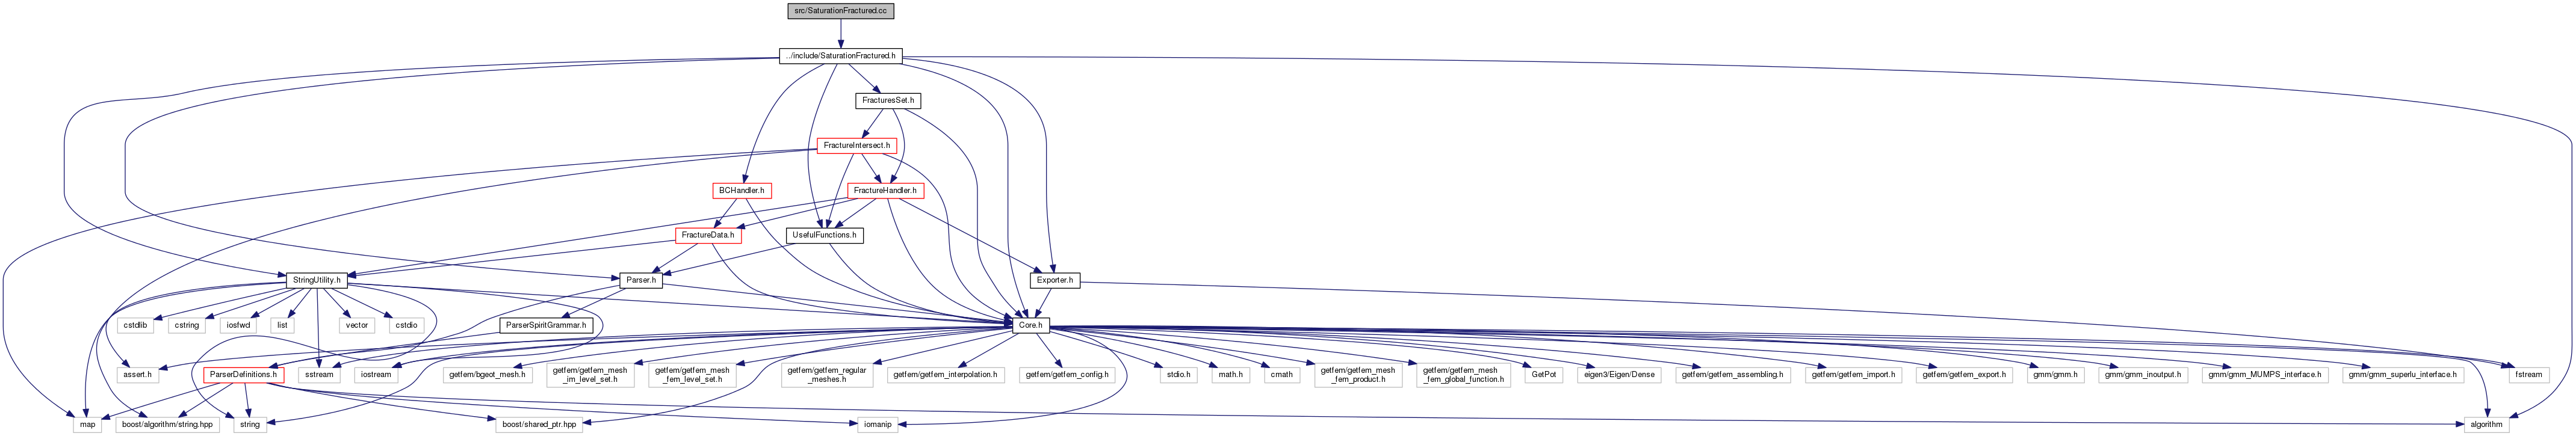 src/SaturationFractured.cc
../include/SaturationFractured.h
FracturesSet.h
FractureIntersect.h
BCHandler.h
FractureHandler.h
FractureData.h
UsefulFunctions.h
StringUtility.h
Parser.h
Exporter.h
ParserSpiritGrammar.h
Core.h
cstdlib
cstring
iosfwd
list
vector
cstdio
assert.h
ParserDefinitions.h
sstream
iostream
getfem/bgeot_mesh.h
getfem/getfem_mesh
_im_level_set.h
getfem/getfem_mesh
_fem_level_set.h
getfem/getfem_regular
_meshes.h
getfem/getfem_interpolation.h
getfem/getfem_config.h
stdio.h
math.h
cmath
getfem/getfem_mesh
_fem_product.h
getfem/getfem_mesh
_fem_global_function.h
GetPot
eigen3/Eigen/Dense
getfem/getfem_assembling.h
getfem/getfem_import.h
getfem/getfem_export.h
gmm/gmm.h
gmm/gmm_inoutput.h
gmm/gmm_MUMPS_interface.h
gmm/gmm_superlu_interface.h
fstream
map
boost/algorithm/string.hpp
string
boost/shared_ptr.hpp
iomanip
algorithm